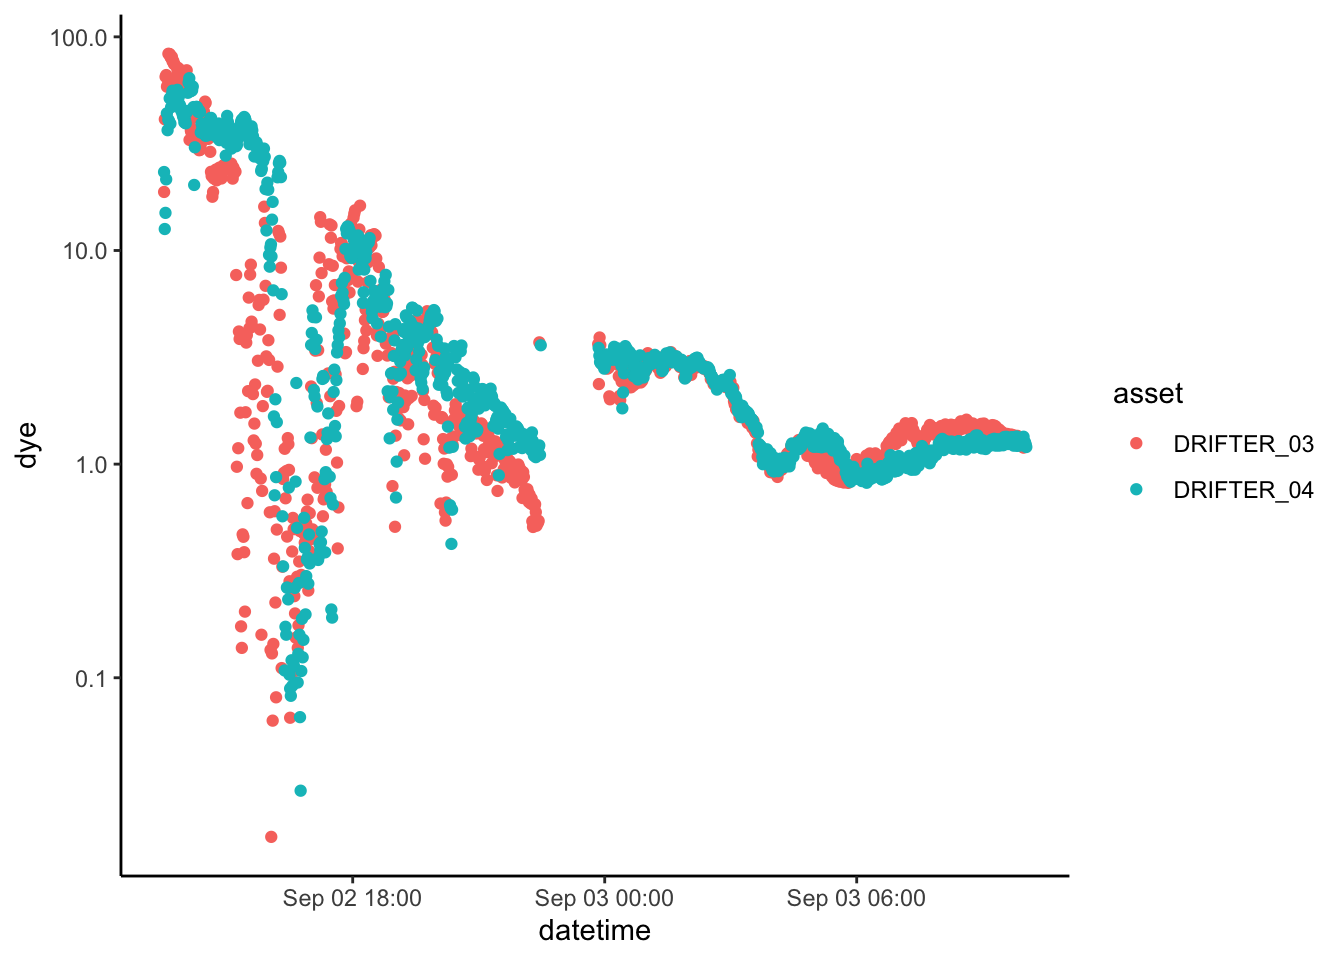 100.0
10.0
1.0
0.1
dye
Sep 02 18:00
Sep 03 00:00
Sep 03 06:00
datetime
asset
DRIFTER_03
DRIFTER_04